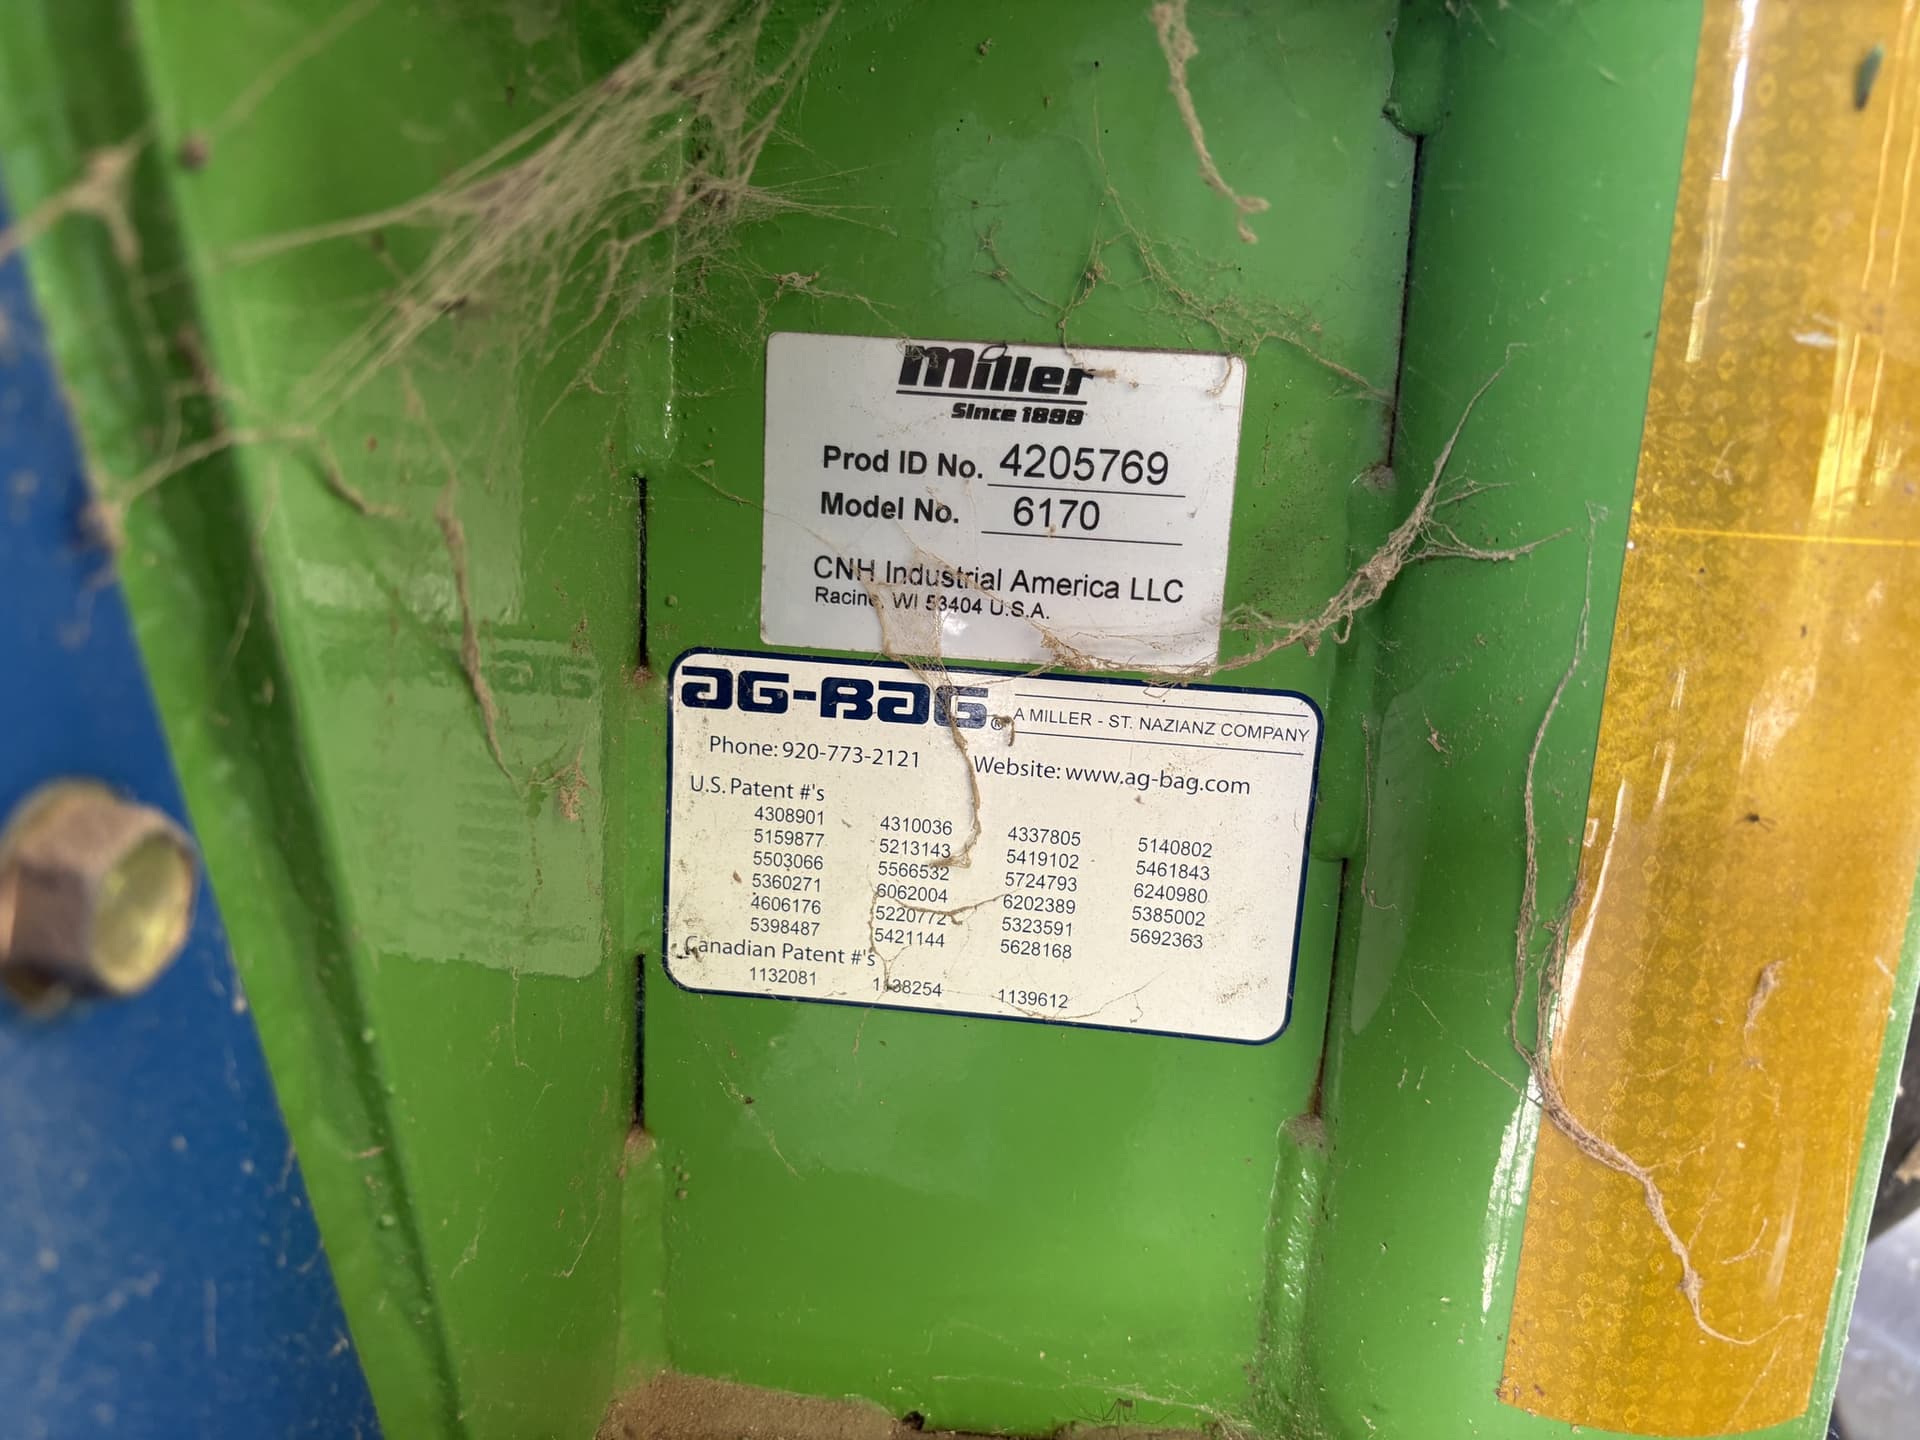 miller
Since 1899
Prod ID No. 4205769
Model No. 6170
CNH Industrial America LLC
Racine, WI 53404 U.S.A.
AG-BAG® A MILLER - ST. NAZIANZ COMPANY
Phone: 920-773-2121 Website: www.ag-bag.com
U.S. Patent #'s
4308901 4310036 4337805 5140802
5159877 5213143 5419102 5461843
5503066 5566532 5724793 6240980
5360271 6062004 6202389 5385002
4606176 5220772 5323591 5692363
5398487 5421144 5628168
Canadian Patent #'s
1132081 1138254 1139612